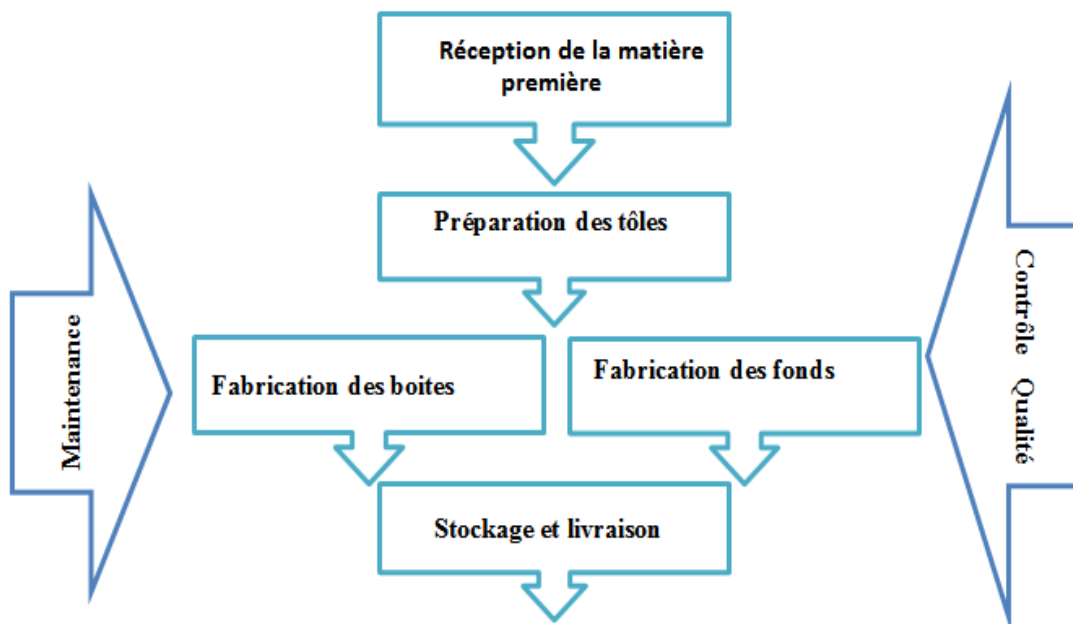 Réception de la matière
première
Préparation des tôles
Maintenance
Fabrication des boites
Fabrication des fonds
Contrôle Qualité
Stockage et livraison